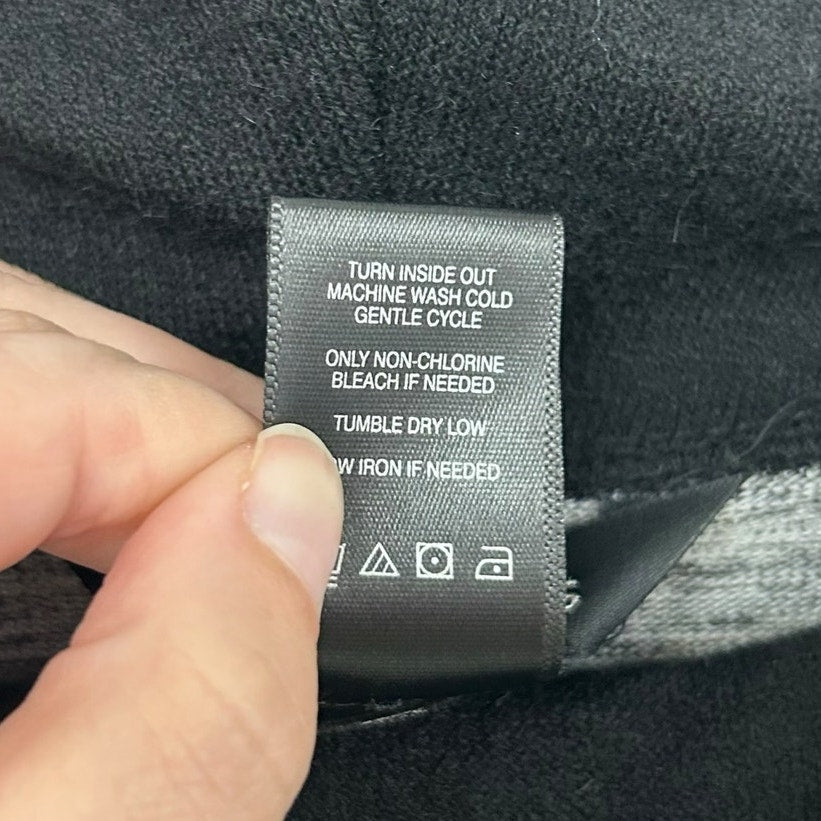 TURN INSIDE OUT
MACHINE WASH COLD
GENTLE CYCLE
ONLY NON-CHLORINE
BLEACH IF NEEDED
TUMBLE DRY LOW
IRON IF NEEDED